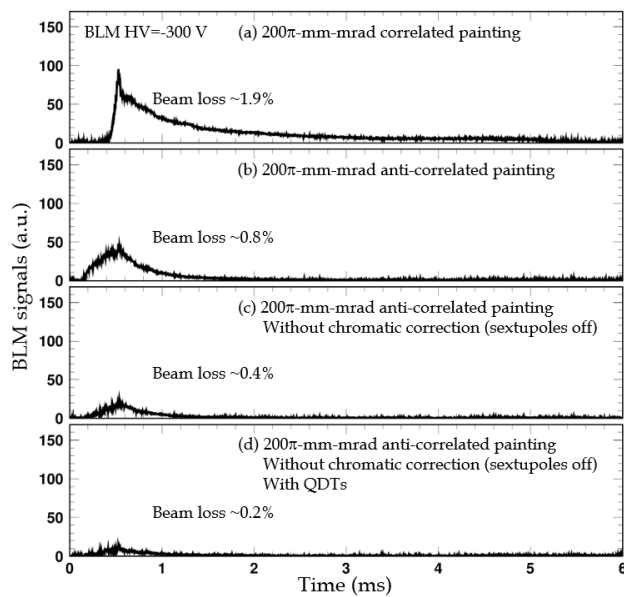 BLM HV=-300 V
(a) 200π-mm-mrad correlated painting
Beam loss ~1.9%
150
100
50
0
(b) 200π-mm-mrad anti-correlated painting
Beam loss ~0.8%
150
100
50
0
(c) 200π-mm-mrad anti-correlated painting
Without chromatic correction (sextupoles off)
Beam loss ~0.4%
150
100
50
0
(d) 200π-mm-mrad anti-correlated painting
Without chromatic correction (sextupoles off)
With QDTs
Beam loss ~0.2%
150
100
50
0
BLM signals (a.u.)
0 1 2 3 4 5 6
Time (ms)